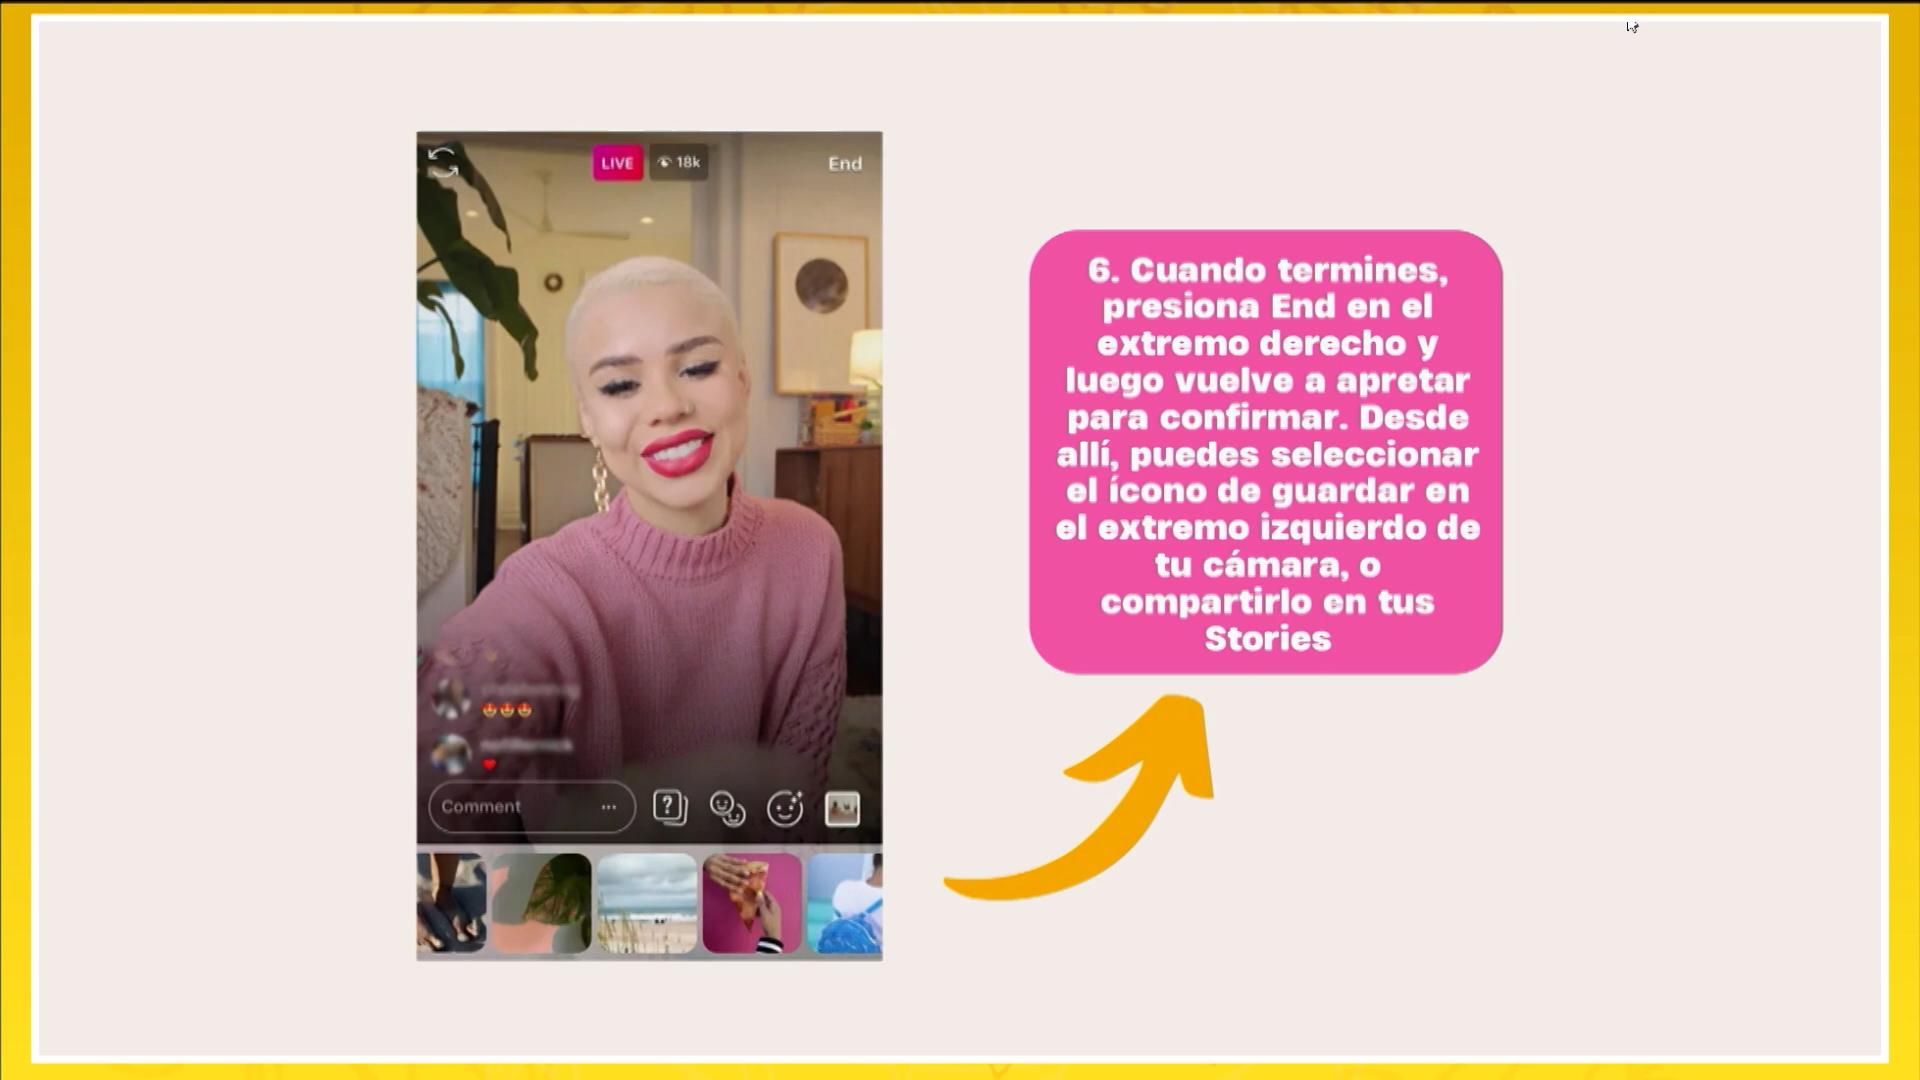 LIVE
18k
End
Comment
6. Cuando termines,
presiona End en el
extremo derecho y
luego vuelve a apretar
para confirmar. Desde
allí, puedes seleccionar
el ícono de guardar en
el extremo izquierdo de
tu cámara, o
compartirlo en tus
Stories